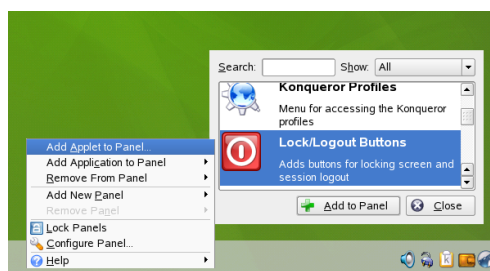 Search:
Show: All
Konqueror Profiles
Menu for accessing the Konqueror
profiles
Lock/Logout Buttons
Adds buttons for locking screen and
session logout
Add to Panel
Close
Add Applet to Panel...
Add Application to Panel
Remove From Panel
Add New Panel
Remove Panel
Lock Panels
Configure Panel...
Help